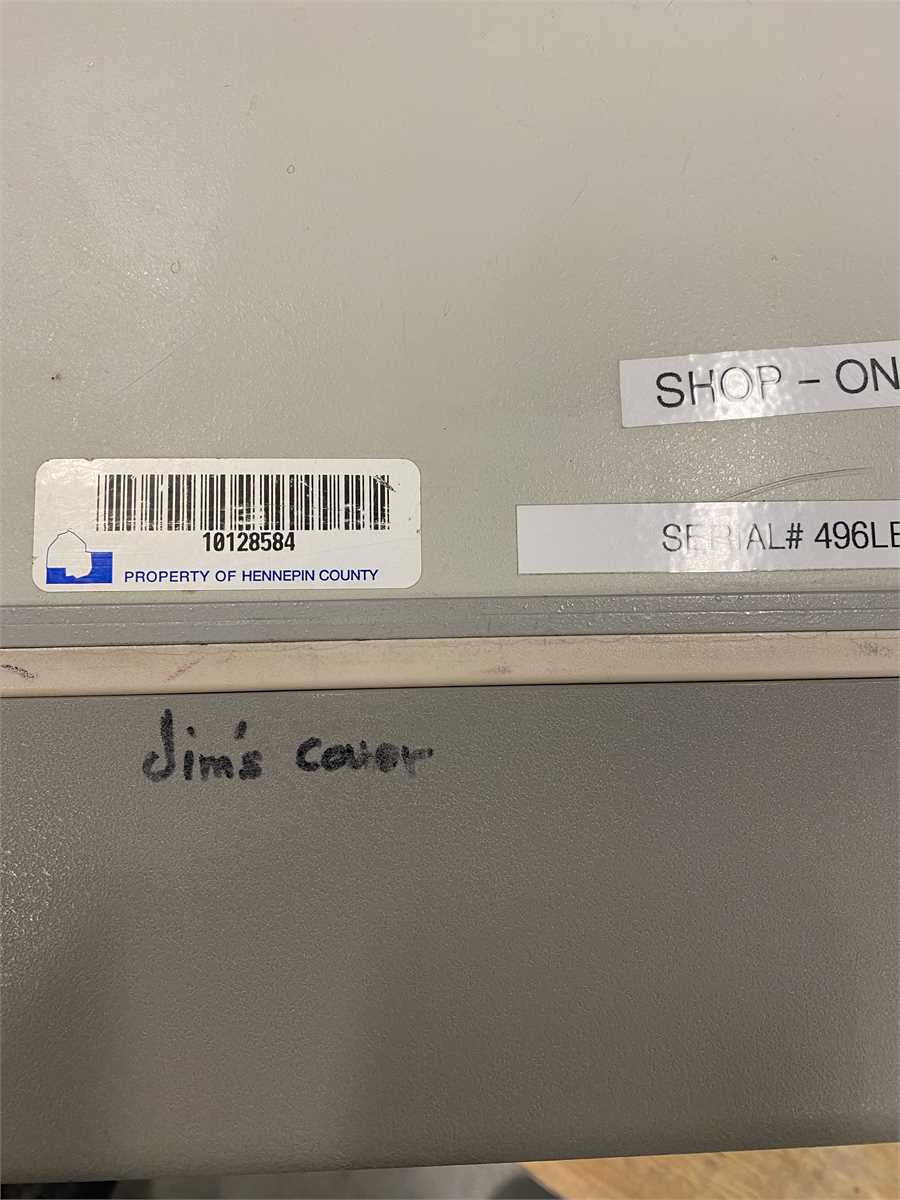 SHOP - ON
10128584
PROPERTY OF HENNEPIN COUNTY
SERIAL# 496LE
Jim's cover